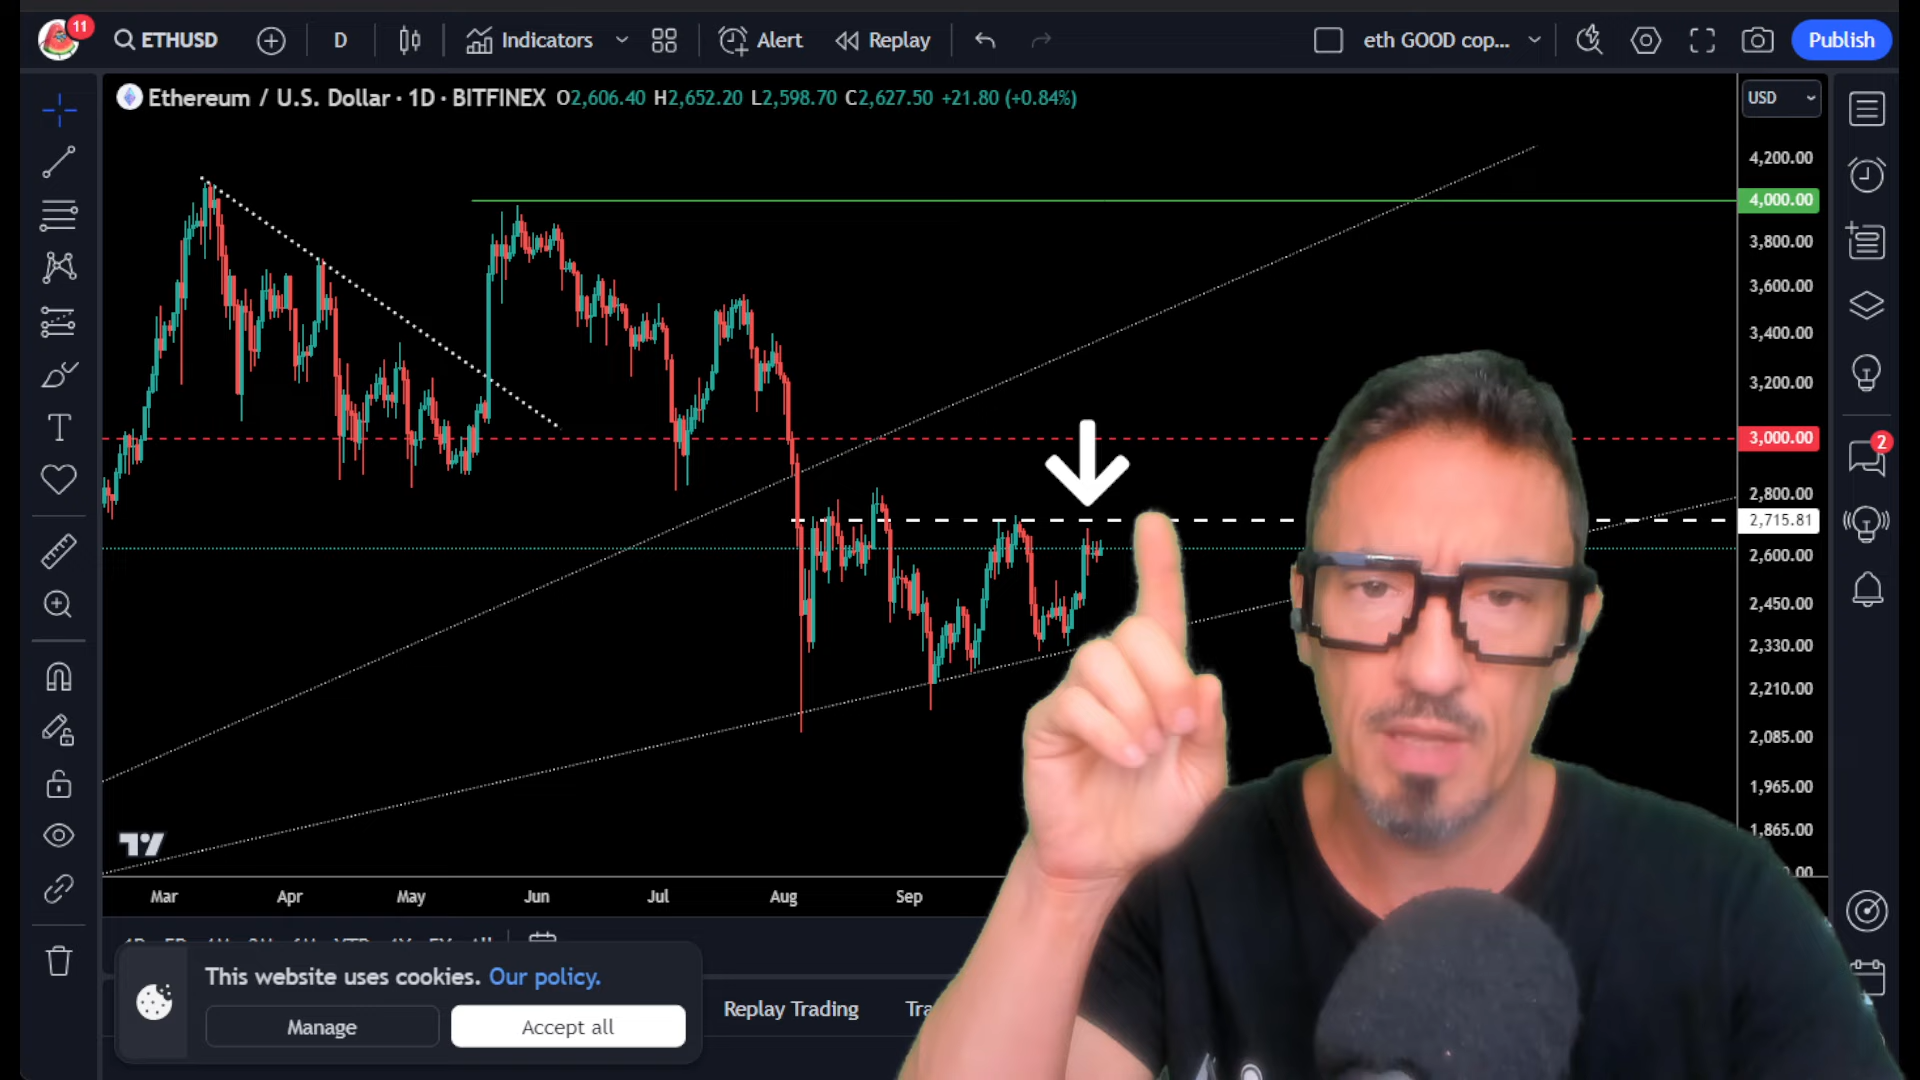 11
ETHUSD
D
Indicators
Alert
Replay
eth GOOD cop...
Publish
Ethereum / U.S. Dollar · 1D · BITFINEX O2,606.40 H2,652.20 L2,598.70 C2,627.50 +21.80 (+0.84%)
USD
4,200.00
4,000.00
3,800.00
3,600.00
3,400.00
3,200.00
3,000.00
2
2,800.00
2,715.81
2,600.00
2,450.00
2,330.00
2,210.00
2,085.00
1,965.00
1,865.00
Mar Apr May Jun Jul Aug Sep
This website uses cookies. Our policy.
Manage
Accept all
Replay Trading